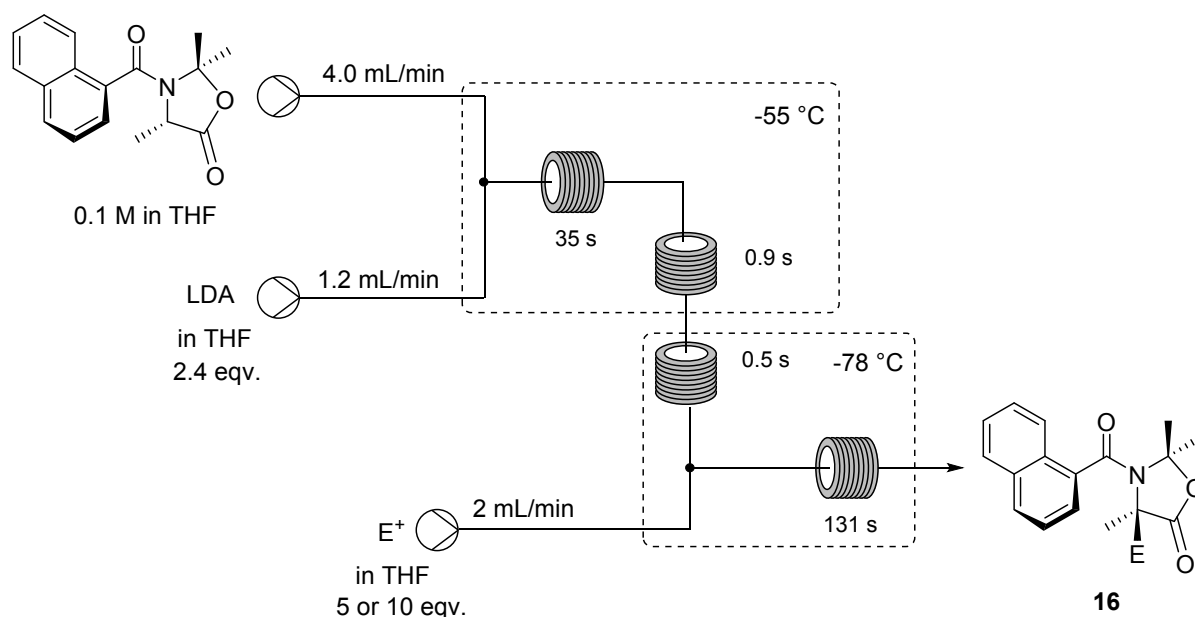 O
N
O
O
0.1 M in THF
4.0 mL/min
-55 °C
35 s
0.9 s
LDA
1.2 mL/min
in THF
2.4 eqv.
0.5 s
-78 °C
E+
2 mL/min
131 s
in THF
5 or 10 eqv.
O
N
O
E
O
16